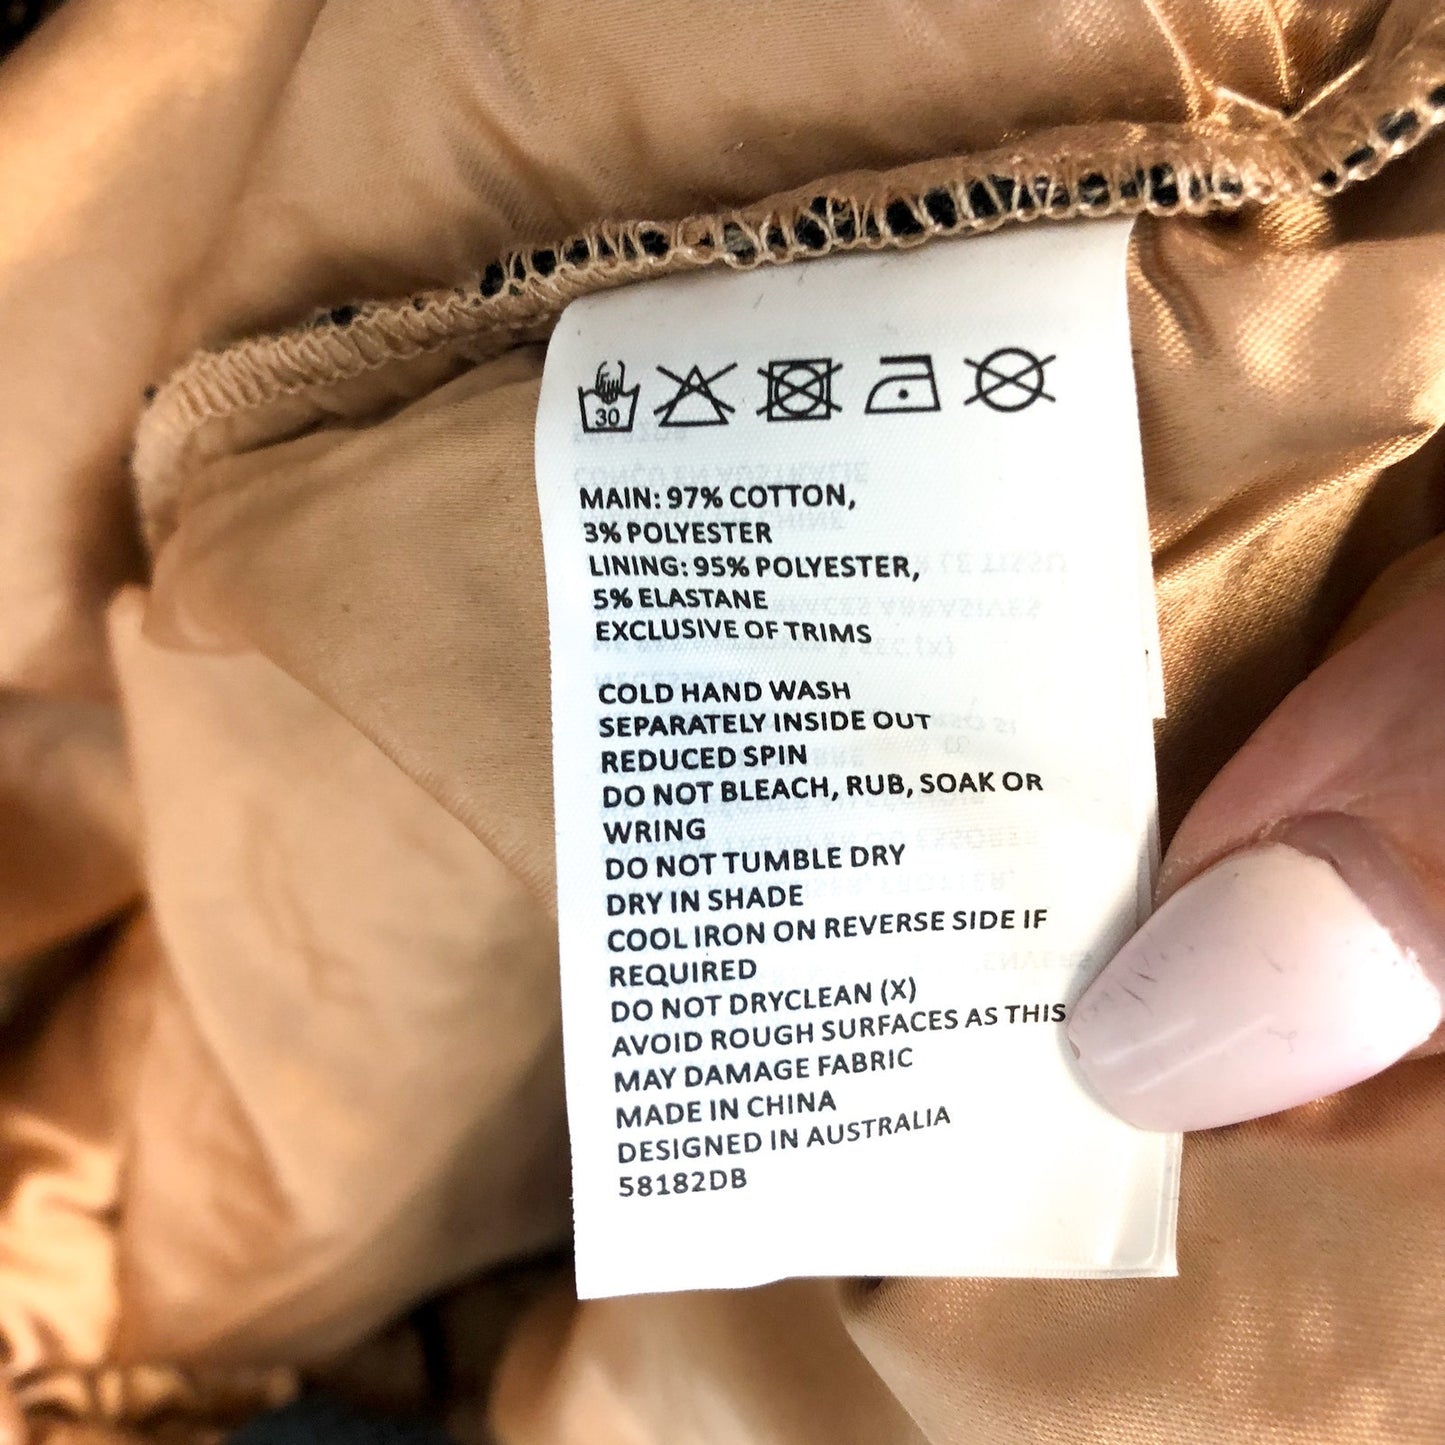 30
MAIN: 97% COTTON,
3% POLYESTER
LINING: 95% POLYESTER,
5% ELASTANE
EXCLUSIVE OF TRIMS
COLD HAND WASH
SEPARATELY INSIDE OUT
REDUCED SPIN
DO NOT BLEACH, RUB, SOAK OR
WRING
DO NOT TUMBLE DRY
DRY IN SHADE
COOL IRON ON REVERSE SIDE IF
REQUIRED
DO NOT DRYCLEAN (X)
AVOID ROUGH SURFACES AS THIS
MAY DAMAGE FABRIC
MADE IN CHINA
DESIGNED IN AUSTRALIA
58182DB